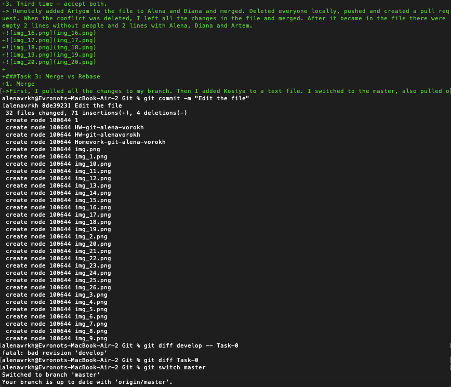 +3. Third time — accept both.
+> Remotely added Artyom to the file to Alena and Diana and merged. Deleted everyone locally, pushed and created a pull req
uest. When the conflict was deleted, I left all the changes in the file and merged. After it became in the file there were
empty 2 lines without people and 2 lines with Alena, Diana and Artem.
+![img_16.png](img_16.png)
+![img_17.png](img_17.png)
+![img_18.png](img_18.png)
+![img_19.png](img_19.png)
+![img_20.png](img_20.png)
+
+###Task 3: Merge vs Rebase
+1. Merge
+>First, I pulled all the changes to my branch. Then I added Kostya to a text file. I switched to the master, also pulled o
alenavrkh@Evronots-MacBook-Air-2 Git % git commit -m "Edit the file"
[alenavrkh 0de3923] Edit the file
 32 files changed, 71 insertions(+), 4 deletions(-)
 create mode 100644 1
 create mode 100644 HW-git-alena-vorokh
 create mode 100644 HW-git-alenavorokh
 create mode 100644 Homevork-git-alena-vorokh
 create mode 100644 img.png
 create mode 100644 img_1.png
 create mode 100644 img_10.png
 create mode 100644 img_11.png
 create mode 100644 img_12.png
 create mode 100644 img_13.png
 create mode 100644 img_14.png
 create mode 100644 img_15.png
 create mode 100644 img_16.png
 create mode 100644 img_17.png
 create mode 100644 img_18.png
 create mode 100644 img_19.png
 create mode 100644 img_2.png
 create mode 100644 img_20.png
 create mode 100644 img_21.png
 create mode 100644 img_22.png
 create mode 100644 img_23.png
 create mode 100644 img_24.png
 create mode 100644 img_25.png
 create mode 100644 img_26.png
 create mode 100644 img_3.png
 create mode 100644 img_4.png
 create mode 100644 img_5.png
 create mode 100644 img_6.png
 create mode 100644 img_7.png
 create mode 100644 img_8.png
 create mode 100644 img_9.png
[alenavrkh@Evronots-MacBook-Air-2 Git % git diff develop -- Task-0
fatal: bad revision 'develop'
[alenavrkh@Evronots-MacBook-Air-2 Git % git diff Task-0
[alenavrkh@Evronots-MacBook-Air-2 Git % git switch master
Switched to branch 'master'
Your branch is up to date with 'origin/master'.